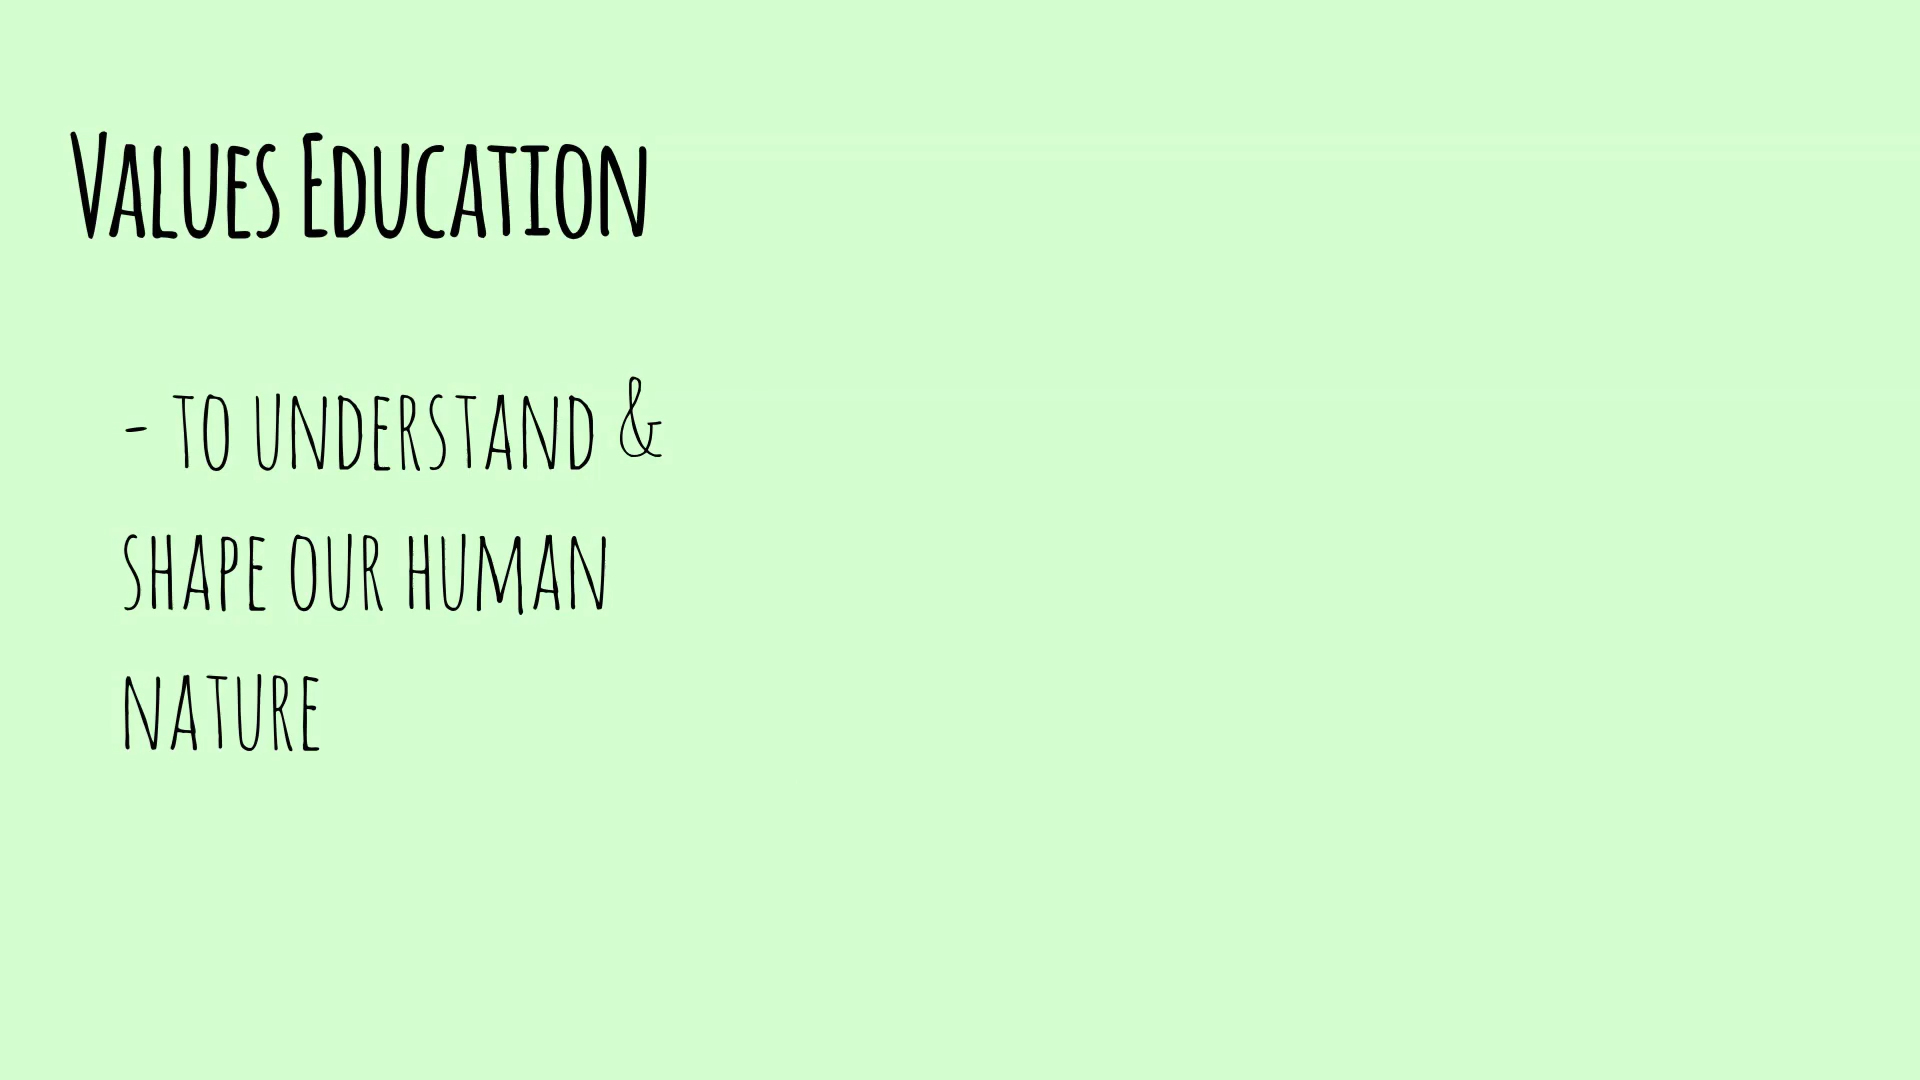 Values Education
- to understand &
shape our human
nature